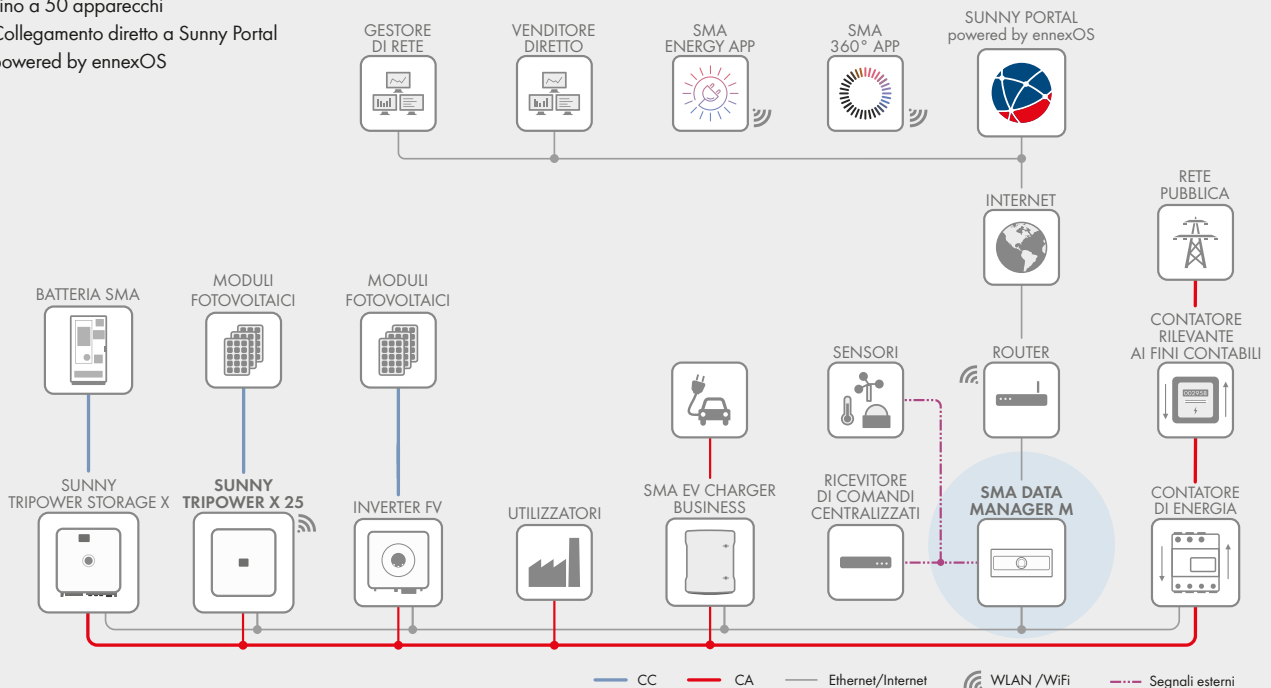 fino a 50 apparecchi
Collegamento diretto a Sunny Portal
powered by ennexOS
GESTORE
DI RETE
VENDITORE
DIRETTO
SMA
ENERGY APP
SMA
360° APP
SUNNY PORTAL
powered by ennexOS
INTERNET
RETE
PUBBLICA
BATTERIA SMA
MODULI
FOTOVOLTAICI
MODULI
FOTOVOLTAICI
SENSORI
ROUTER
CONTATORE
RILEVANTE
AI FINI CONTABILI
SUNNY
TRIPOWER STORAGE X
SUNNY
TRIPOWER X 25
INVERTER FV
UTILIZZATORI
SMA EV CHARGER
BUSINESS
RICEVITORE
DI COMANDI
CENTRALIZZATI
SMA DATA
MANAGER M
CONTATORE
DI ENERGIA
CC
CA
Ethernet/Internet
WLAN /WiFi
Segnali esterni